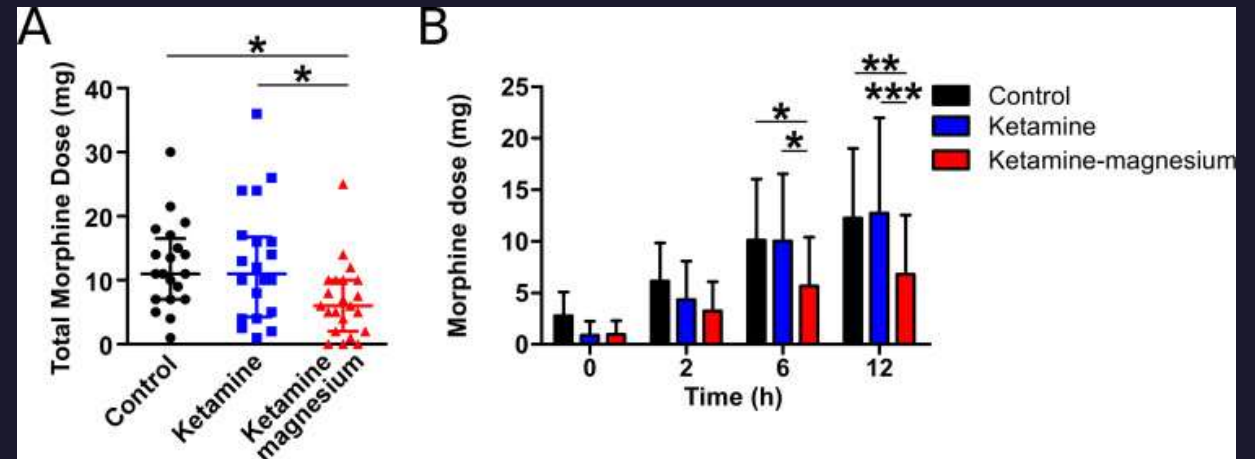 A
Total Morphine Dose (mg)
40
30
20
10
0
*
*
Control
Ketamine
Ketamine
magnesium
B
Morphine dose (mg)
25
20
15
10
5
0
*
*
**
***
0 2 6 12
Time (h)
Control
Ketamine
Ketamine-magnesium